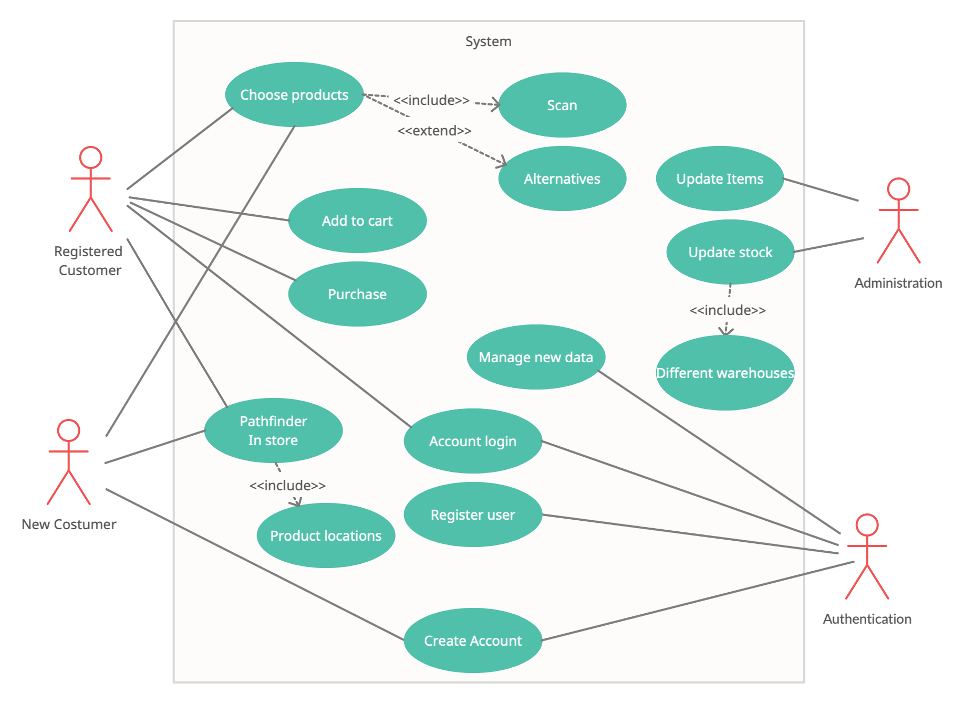 System
Choose products
<<include>>
Scan
<<extend>>
Alternatives
Update Items
Add to cart
Registered
Customer
Update stock
Administration
Purchase
<<include>>
Manage new data
Different warehouses
Pathfinder
In store
Account login
<<include>>
New Costumer
Register user
Product locations
Authentication
Create Account